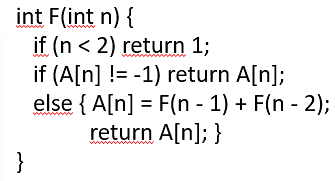 int F(int n) {
if (n < 2) return 1;
if (A[n] != -1) return A[n];
else { A[n] = F(n - 1) + F(n - 2);
return A[n]; }
}